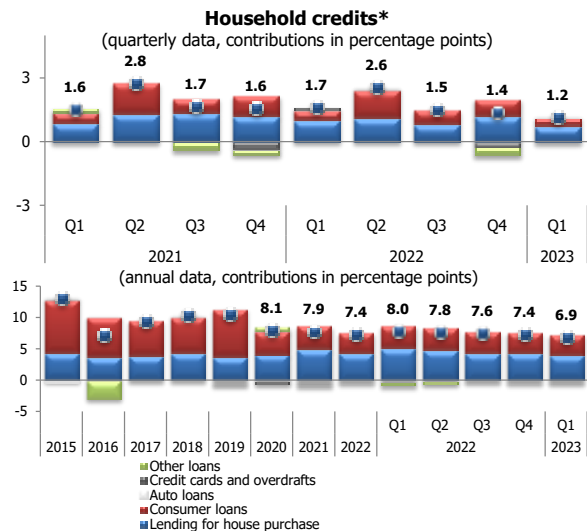 Household credits*
(quarterly data, contributions in percentage points)
3
0
-3
1.6
2.8
1.7
1.6
1.7
2.6
1.5
1.4
1.2
Q1 Q2 Q3 Q4 Q1 Q2 Q3 Q4 Q1
2021 2022 2023
(annual data, contributions in percentage points)
15
10
5
0
-5
8.1 7.9 7.4 8.0 7.8 7.6 7.4 6.9
Q1 Q2 Q3 Q4 Q1
2015 2016 2017 2018 2019 2020 2021 2022 2022 2023
Other loans
Credit cards and overdrafts
Auto loans
Consumer loans
Lending for house purchase